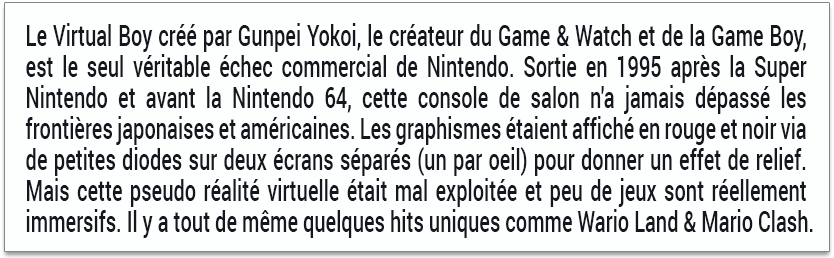 Le Virtual Boy créé par Gunpei Yokoi, le créateur du Game & Watch et de la Game Boy,
est le seul véritable échec commercial de Nintendo. Sortie en 1995 après la Super
Nintendo et avant la Nintendo 64, cette console de salon n'a jamais dépassé les
frontières japonaises et américaines. Les graphismes étaient affiché en rouge et noir via
de petites diodes sur deux écrans séparés (un par oeil) pour donner un effet de relief.
Mais cette pseudo réalité virtuelle était mal exploitée et peu de jeux sont réellement
immersifs. Il y a tout de même quelques hits uniques comme Wario Land & Mario Clash.